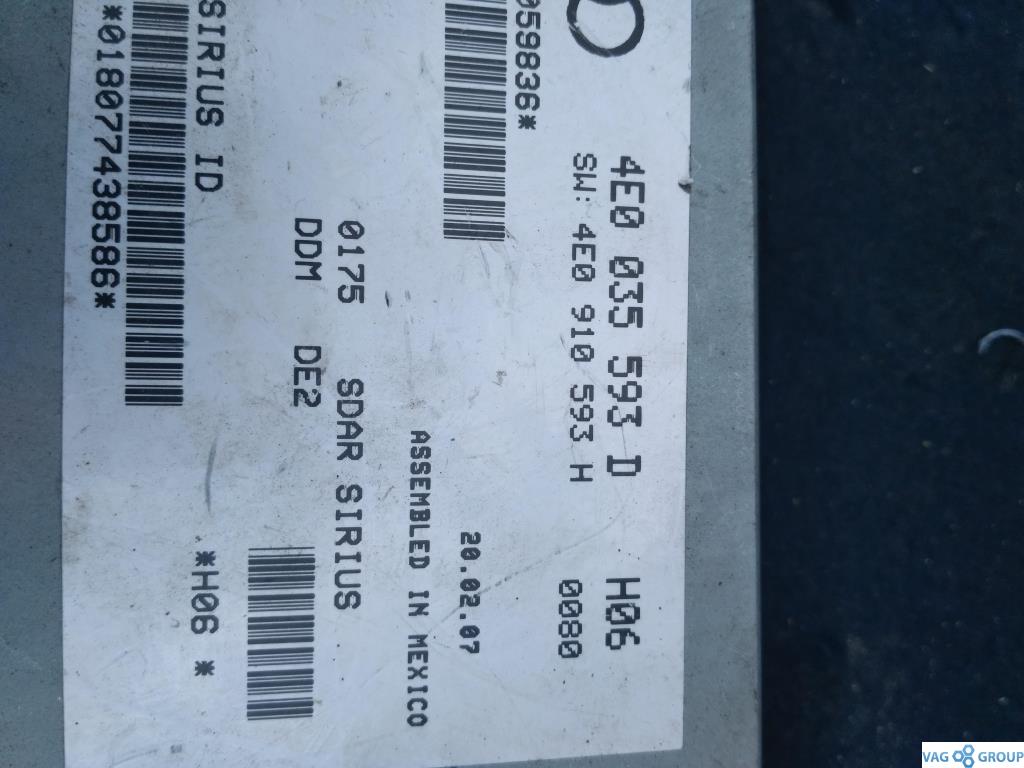 4E0 035 593 D H06
SW: 4E0 910 593 H 0080
059836*
20.02.07
ASSEMBLED IN MEXICO
0175 SDAR SIRIUS
DDM DE2
SIRIUS ID *H06 *
*018077438586*
VAG GROUP